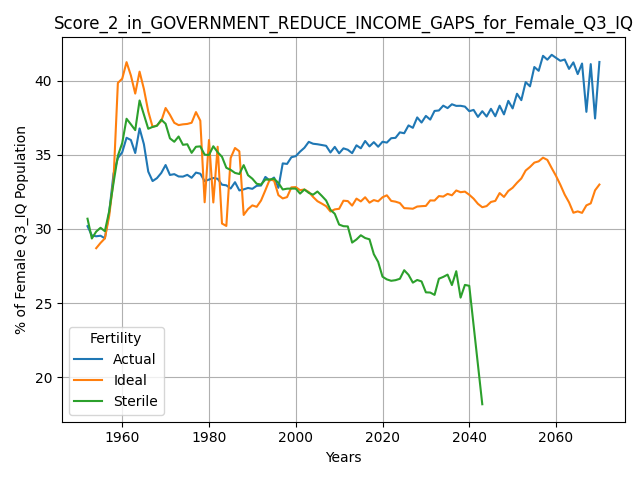 Score_2_in_GOVERNMENT_REDUCE_INCOME_GAPS_for_Female_Q3_IQ
% of Female Q3_IQ Population
40
35
30
25
20
Fertility
Actual
Ideal
Sterile
1960
1980
2000
2020
2040
2060
Years